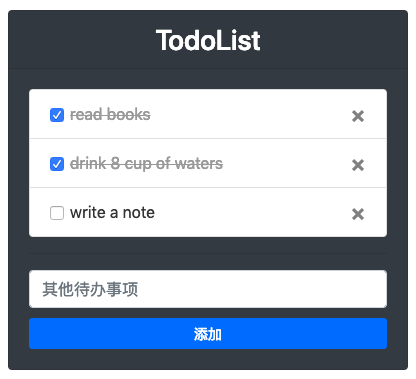 TodoList
read books
drink 8 cup of waters
write a note
其他待办事项
添加